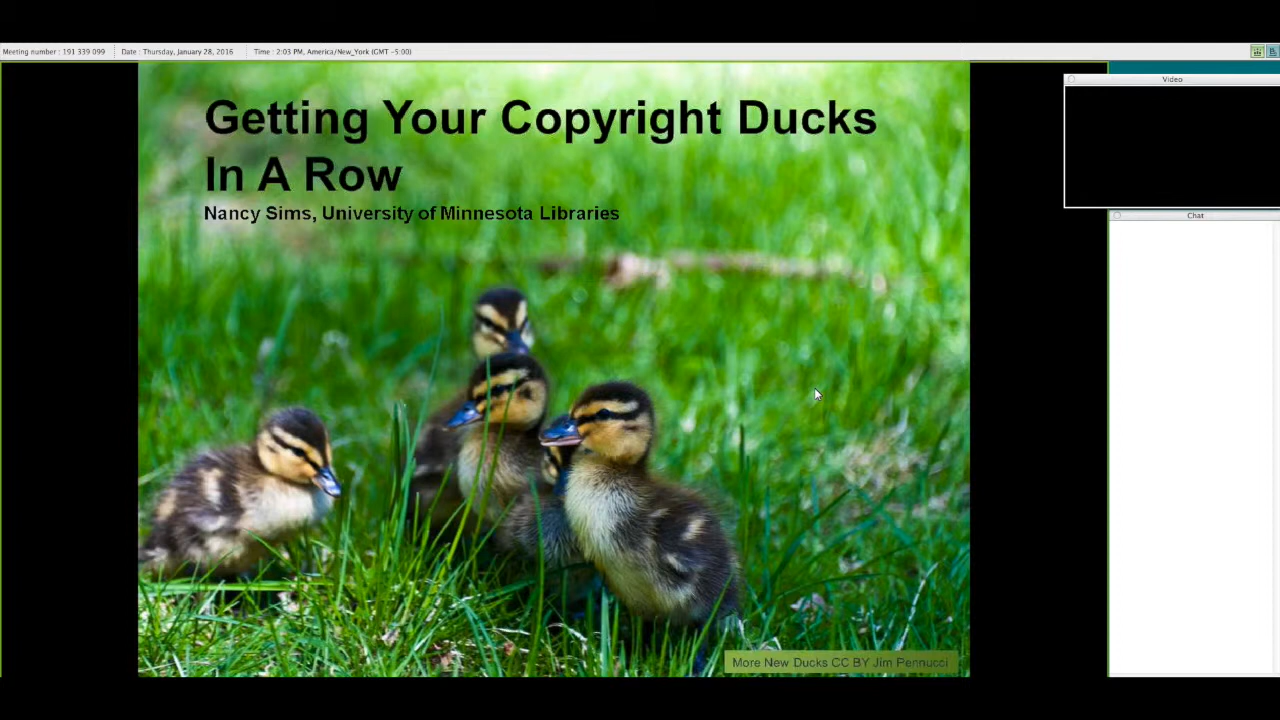 Meeting number : 191 339 099 Date : Thursday, January 28, 2016 Time : 2:03 PM, America/New_York (GMT -5:00)
Video
Getting Your Copyright Ducks
In A Row
Nancy Sims, University of Minnesota Libraries
Chat
More New Ducks CC BY Jim Pennucci